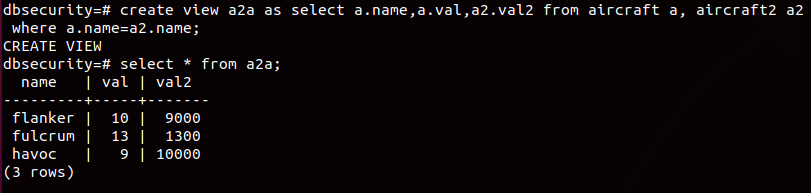 dbsecurity=# create view a2a as select a.name,a.val,a2.val2 from aircraft a, aircraft2 a2
 where a.name=a2.name;
CREATE VIEW
dbsecurity=# select * from a2a;
  name   | val | val2
---------+-----+-------
 flanker |  10 |  9000
 fulcrum |  13 |  1300
 havoc   |   9 | 10000
(3 rows)